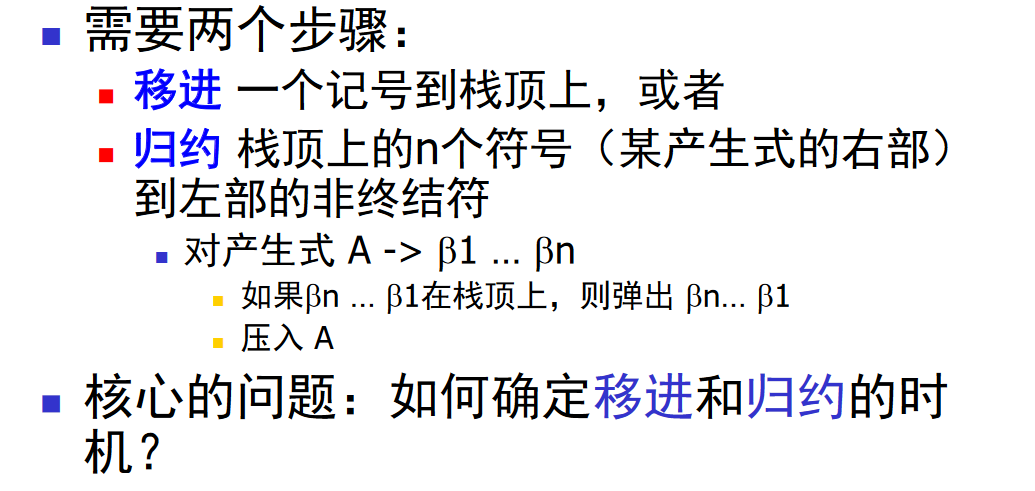 需要两个步骤：
移进 一个记号到栈顶上，或者
归约 栈顶上的n个符号（某产生式的右部）
到左部的非终结符
对产生式 A -> β1 … βn
如果βn … β1在栈顶上，则弹出 βn… β1
压入 A
核心的问题：如何确定移进和归约的时
机？